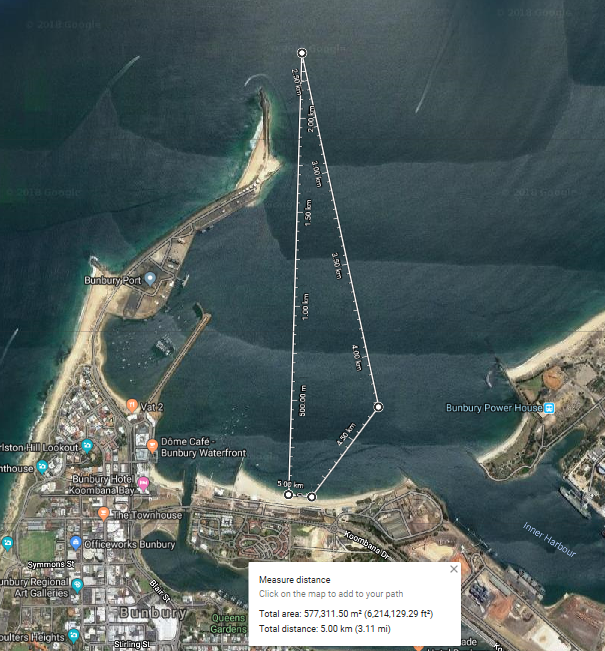 © 2018 Google
© 2018 Google
2.50 km
2.00 km
3.00 km
1.50 km
3.50 km
Bunbury Port
1.00 km
4.00 km
500.00 m
Vat 2
Bunbury Power House
4.50 km
Dôme Café -
Bunbury Waterfront
rlston Hill Lookout
hthouse
Bunbury Hotel
Koombana Bay
5.00 km
The Townhouse
Inner Harbour
Koombana Dr
Officeworks Bunbury
Symmons St
unbury Regional
Art Galleries
Blair St
Bunbury
Queens
Gardens
oulters Heights
Stirling St
Measure distance
Click on the map to add to your path
Total area: 577,311.50 m² (6,214,129.29 ft²)
Total distance: 5.00 km (3.11 mi)